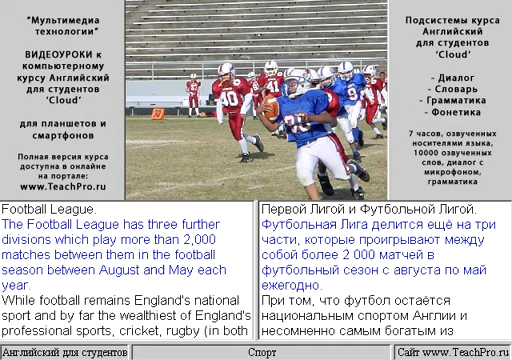 "Мультимедиа
технологии"
ВИДЕОУРОКИ к
компьютерному
курсу Английский
для студентов
'Cloud'
для планшетов и
смартфонов
Полная версия курса
доступна в онлайне
на портале:
www.TeachPro.ru
Подсистемы курса
Английский
для студентов
'Cloud'
- Диалог
- Словарь
- Грамматика
- Фонетика
7 часов, озвученных
носителями языка,
10000 озвученных
слов, диалог с
микрофоном,
грамматика
Football League.
The Football League has three further
divisions which play more than 2,000
matches between them in the football
season between August and May each
year.
While football remains England's national
sport and by far the wealthiest of England's
professional sports, cricket, rugby (in both
Первой Лигой и Футбольной Лигой.
Футбольная Лига делится ещё на три
части, которые проигрывают между
собой более 2 000 матчей в
футбольный сезон с августа по май
ежегодно.
При том, что футбол остаётся
национальным спортом Англии и
несомненно самым богатым из
Английский для студентов
Спорт
Сайт www.TeachPro.ru